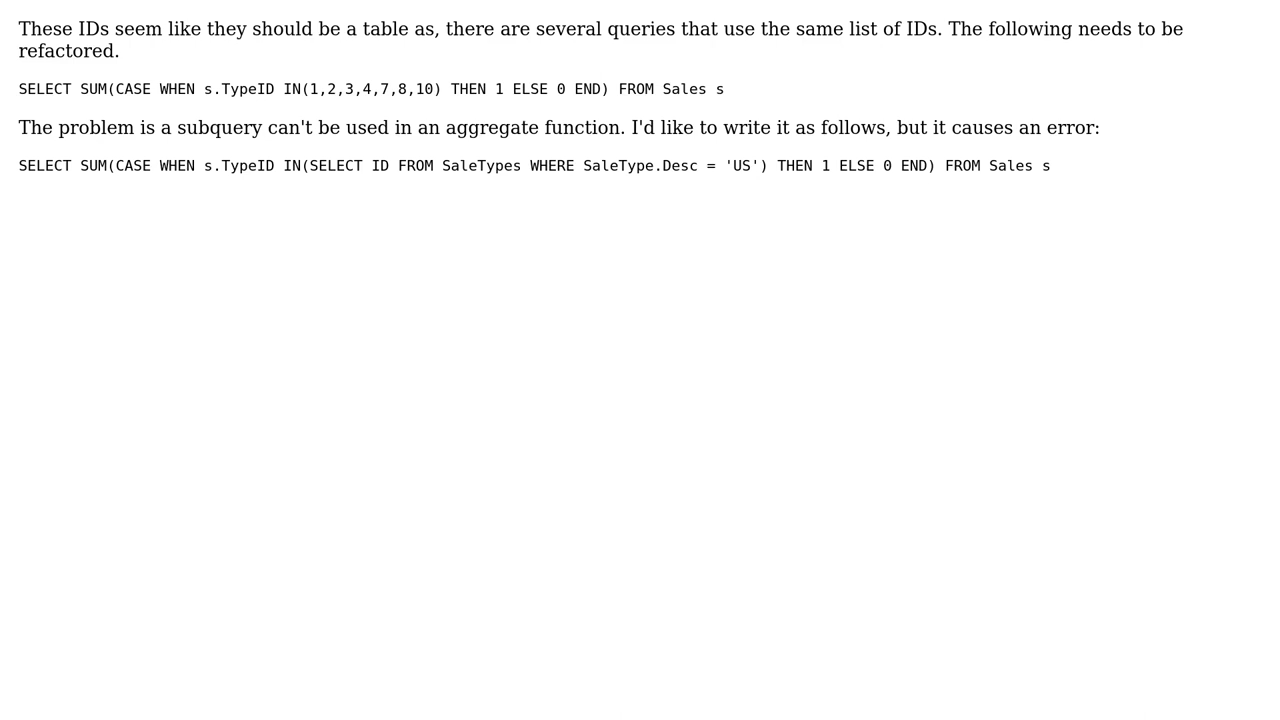 These IDs seem like they should be a table as, there are several queries that use the same list of IDs. The following needs to be
refactored.
SELECT SUM(CASE WHEN s.TypeID IN(1,2,3,4,7,8,10) THEN 1 ELSE 0 END) FROM Sales s
The problem is a subquery can't be used in an aggregate function. I'd like to write it as follows, but it causes an error:
SELECT SUM(CASE WHEN s.TypeID IN(SELECT ID FROM SaleTypes WHERE SaleType.Desc = 'US') THEN 1 ELSE 0 END) FROM Sales s